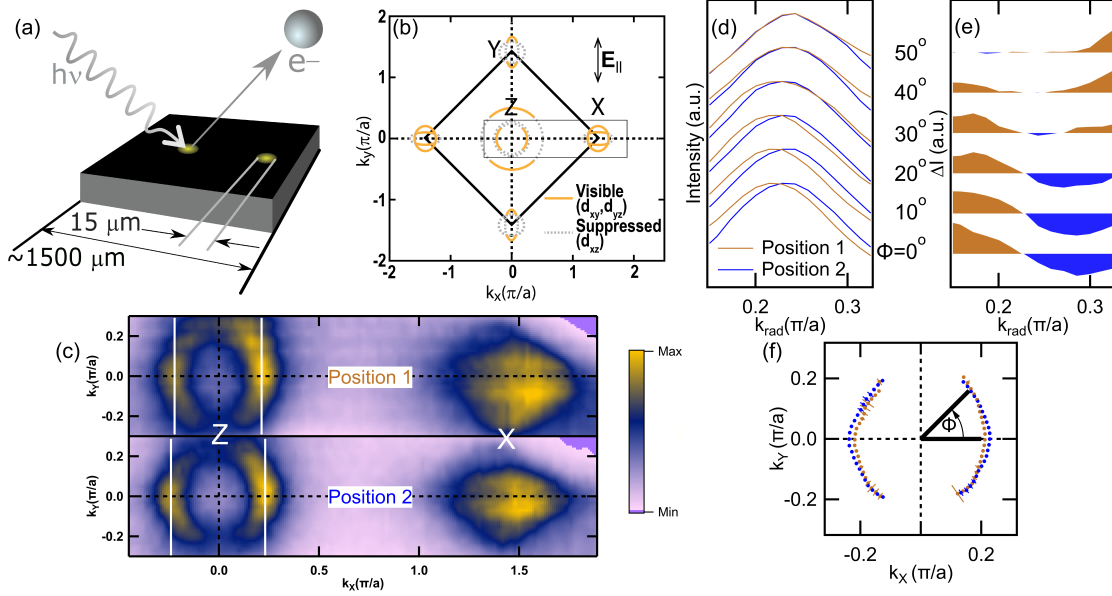 (a)
hν
e–
15 μm
~1500 μm
(b)
kY(π/a)
2
1
0
-1
-2
Y
E||
Z
X
Visible
(dxy,dyz)
Suppressed
(dxz)
-2
-1
0
1
2
kX(π/a)
(c)
kY(π/a)
0.2
0.0
-0.2
Position 1
Z
X
kY(π/a)
0.2
0.0
-0.2
Position 2
0.0
0.5
1.0
1.5
kX(π/a)
Max
Min
(d)
Intensity (a.u.)
Position 1
Position 2
0.2
0.3
krad(π/a)
50°
40°
30°
20°
10°
Φ=0°
(e)
ΔI (a.u.)
0.2
0.3
krad(π/a)
(f)
kY (π/a)
0.2
0.0
-0.2
Φ
-0.2
0.2
kX (π/a)